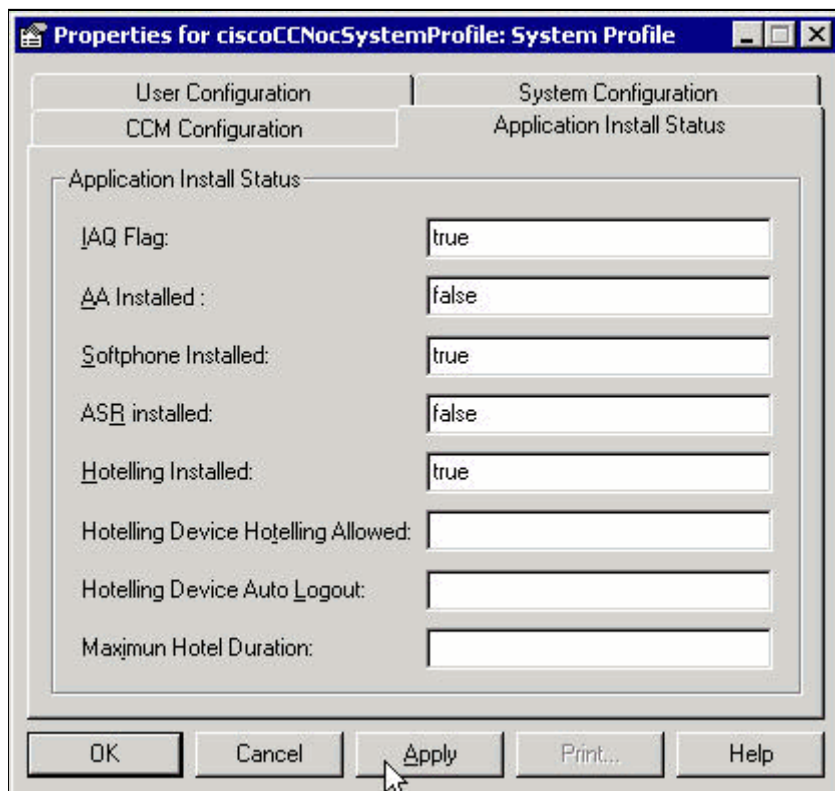 Properties for ciscoCCNocSystemProfile: System Profile
User Configuration
System Configuration
CCM Configuration
Application Install Status
Application Install Status
IAQ Flag:
true
AA Installed :
false
Softphone Installed:
true
ASR installed:
false
Hotelling Installed:
true
Hotelling Device Hotelling Allowed:
Hotelling Device Auto Logout:
Maximun Hotel Duration:
OK
Cancel
Apply
Print...
Help